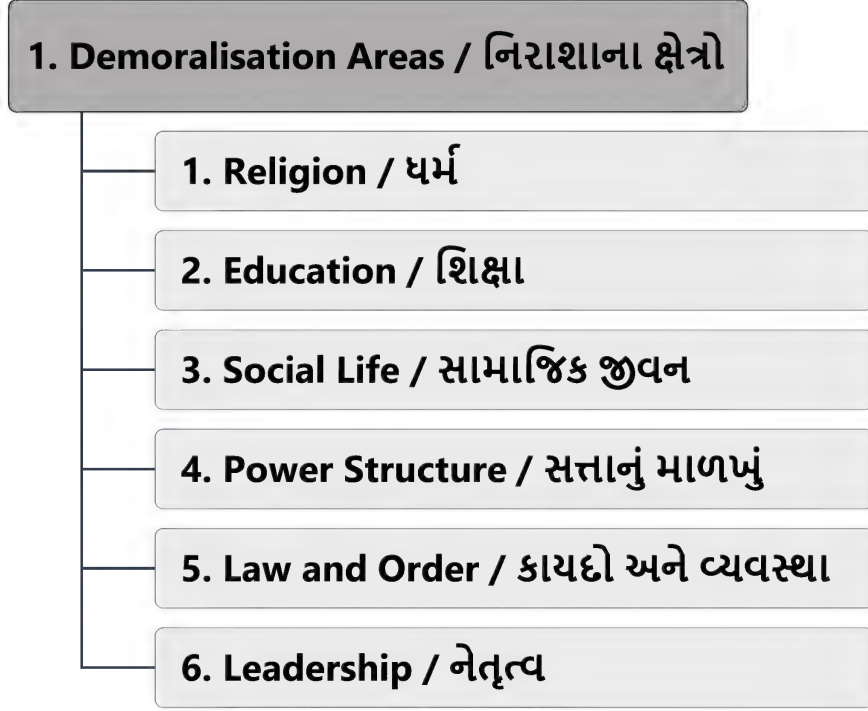 1. Demoralisation Areas / નિરાશાના ક્ષેત્રો
1. Religion / ધર્મ
2. Education / શિક્ષા
3. Social Life / સામાજિક જીવન
4. Power Structure / સત્તાનું માળખું
5. Law and Order / કાયદો અને વ્યવસ્થા
6. Leadership / નેતૃત્વ